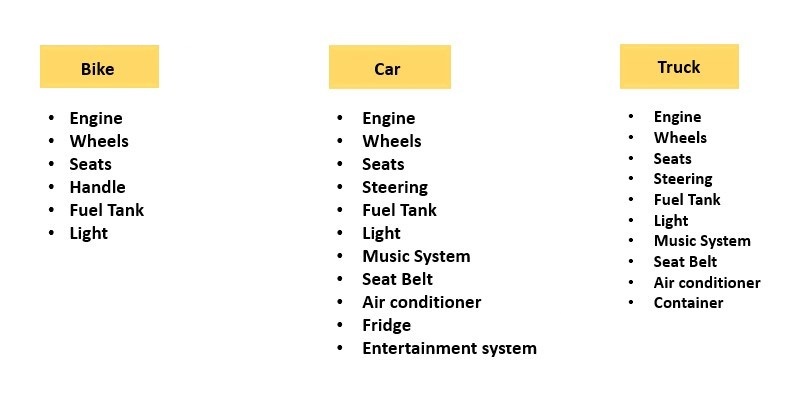 Bike
• Engine
• Wheels
• Seats
• Handle
• Fuel Tank
• Light
Car
• Engine
• Wheels
• Seats
• Steering
• Fuel Tank
• Light
• Music System
• Seat Belt
• Air conditioner
• Fridge
• Entertainment system
Truck
• Engine
• Wheels
• Seats
• Steering
• Fuel Tank
• Light
• Music System
• Seat Belt
• Air conditioner
• Container